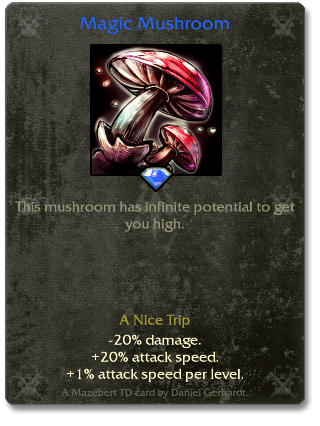 Magic Mushroom
This mushroom has infinite potential to get
you high.
A Nice Trip
-20% damage.
+20% attack speed.
+1% attack speed per level.
A Mazebert TD card by Daniel Gerhardt.